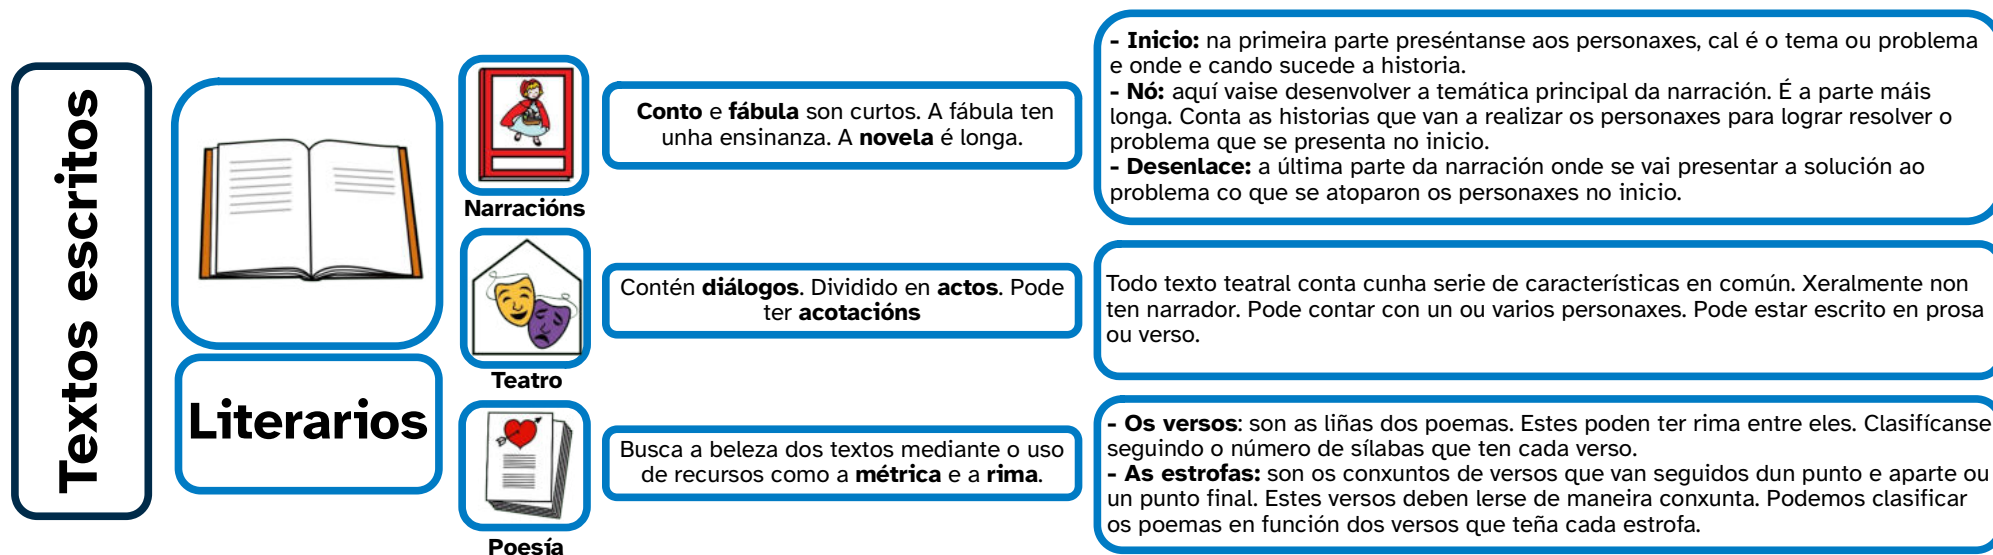 Textos escritos
Literarios
Narracións
Conto e fábula son curtos. A fábula ten
unha ensinanza. A novela é longa.
- Inicio: na primeira parte preséntanse aos personaxes, cal é o tema ou problema
e onde e cando sucede a historia.
- Nó: aquí vaise desenvolver a temática principal da narración. É a parte máis
longa. Conta as historias que van a realizar os personaxes para lograr resolver o
problema que se presenta no inicio.
- Desenlace: a última parte da narración onde se vai presentar a solución ao
problema co que se atoparon os personaxes no inicio.
Teatro
Contén diálogos. Dividido en actos. Pode
ter acotacións
Todo texto teatral conta cunha serie de características en común. Xeralmente non
ten narrador. Pode contar con un ou varios personaxes. Pode estar escrito en prosa
ou verso.
Poesía
Busca a beleza dos textos mediante o uso
de recursos como a métrica e a rima.
- Os versos: son as liñas dos poemas. Estes poden ter rima entre eles. Clasifícanse
seguindo o número de sílabas que ten cada verso.
- As estrofas: son os conxuntos de versos que van seguidos dun punto e aparte ou
un punto final. Estes versos deben lerse de maneira conxunta. Podemos clasificar
os poemas en función dos versos que teña cada estrofa.